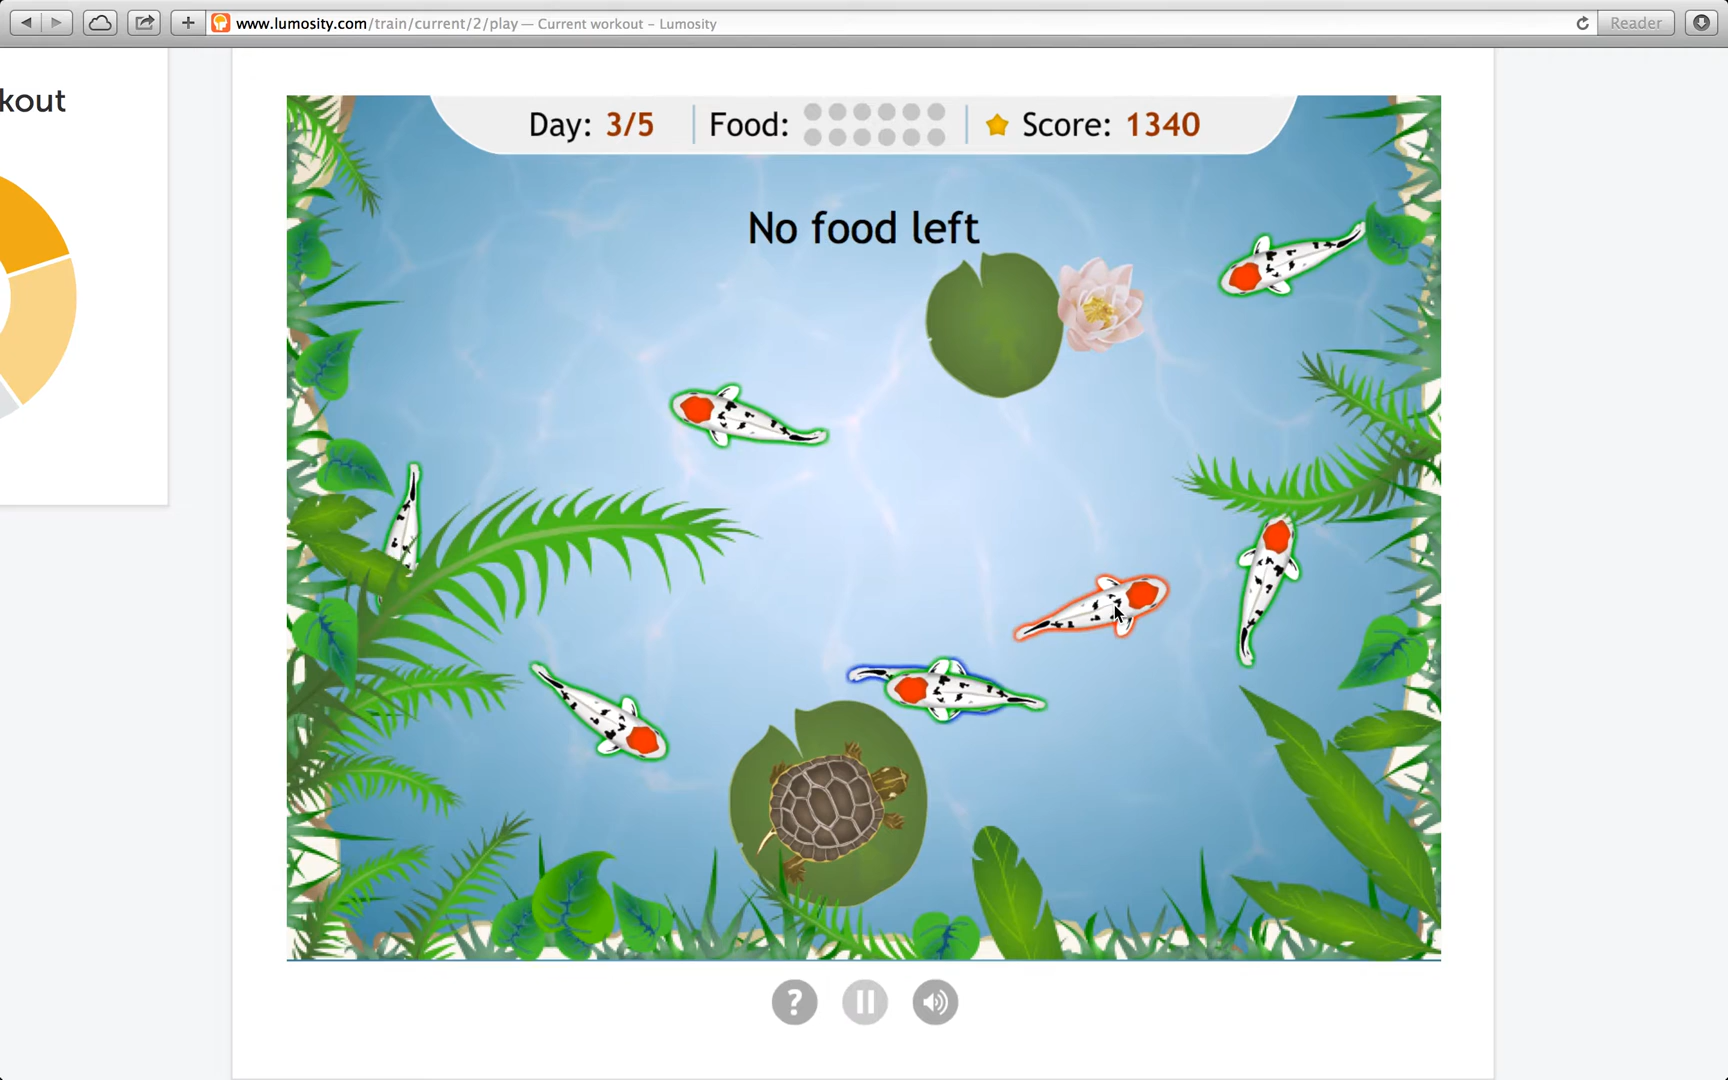 www.lumosity.com/train/current/2/play — Current workout – Lumosity
Reader
kout
Day: 3/5
Food:
Score: 1340
No food left
?